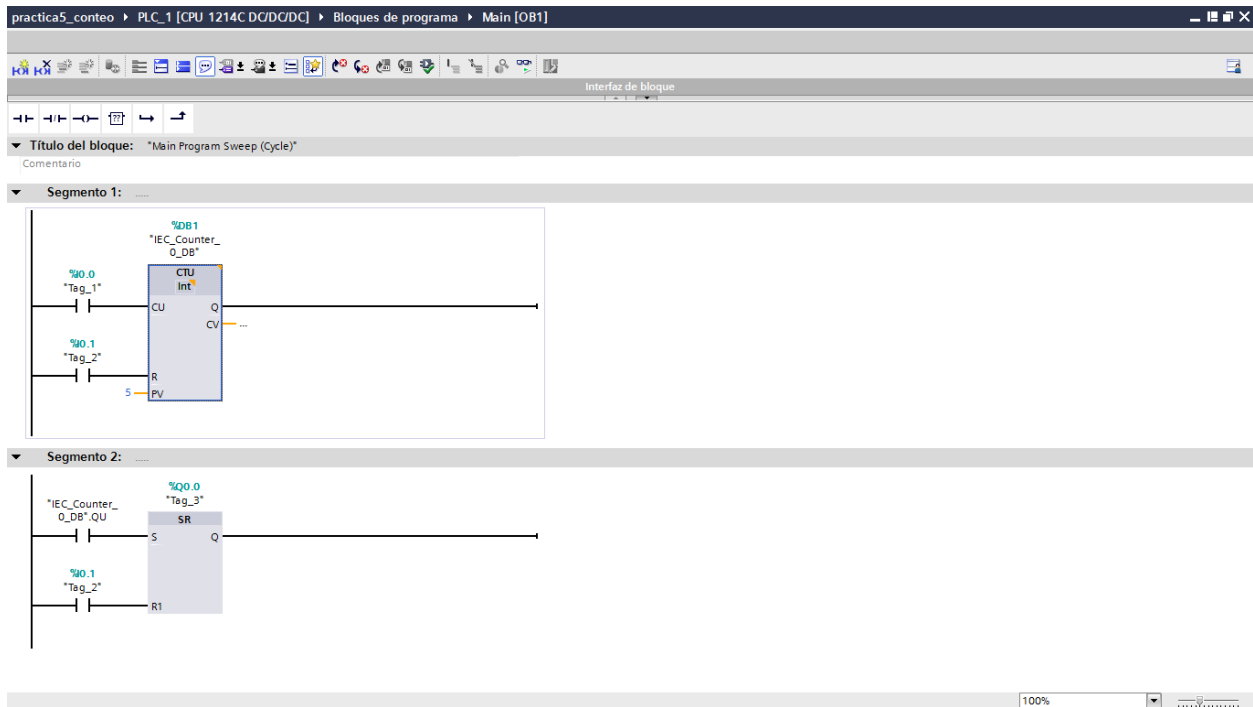 practica5_conteo ▸ PLC_1 [CPU 1214C DC/DC/DC] ▸ Bloques de programa ▸ Main [OB1]
Interfaz de bloque
Título del bloque: "Main Program Sweep (Cycle)"
Comentario
Segmento 1: .....
%DB1
"IEC_Counter_
0_DB"
CTU
Int
%I0.0
"Tag_1"
CU Q
CV ...
%I0.1
"Tag_2"
R
5 PV
Segmento 2: .....
%Q0.0
"Tag_3"
"IEC_Counter_
0_DB".QU
SR
S Q
%I0.1
"Tag_2"
R1
100%